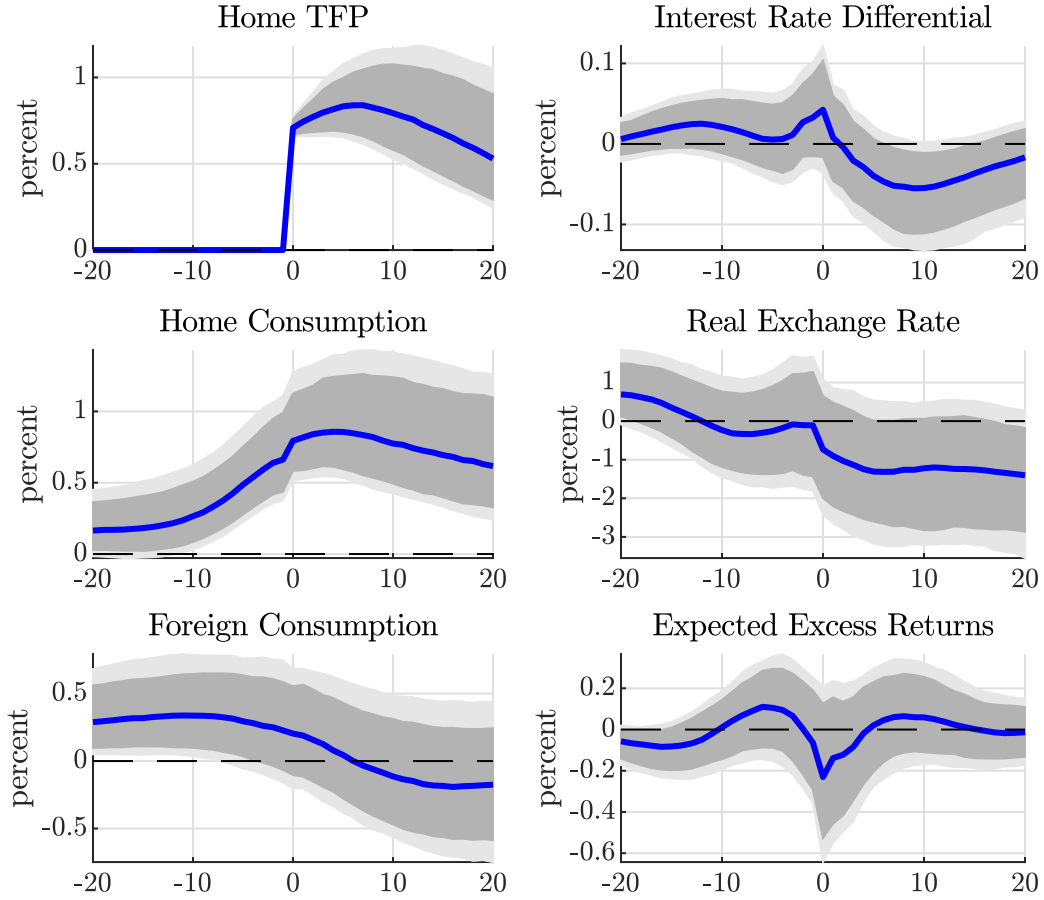 Home TFP
percent
1
0.5
0
-20 -10 0 10 20
Interest Rate Differential
percent
0.1
0
-0.1
-20 -10 0 10 20
Home Consumption
percent
1
0.5
0
-20 -10 0 10 20
Real Exchange Rate
percent
1
0
-1
-2
-3
-20 -10 0 10 20
Foreign Consumption
percent
0.5
0
-0.5
-20 -10 0 10 20
Expected Excess Returns
percent
0.2
0
-0.2
-0.4
-0.6
-20 -10 0 10 20